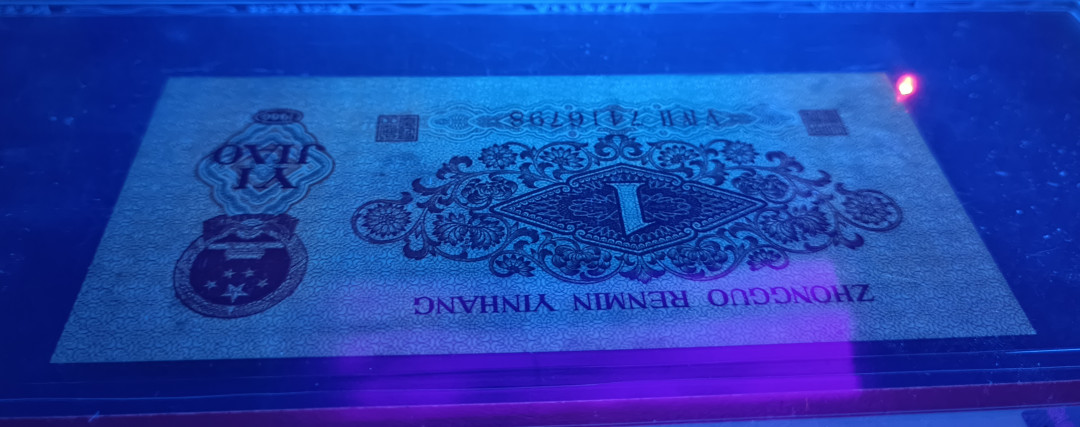 ZHONGGUO RENMIN YINHANG
1
YI
JIAO